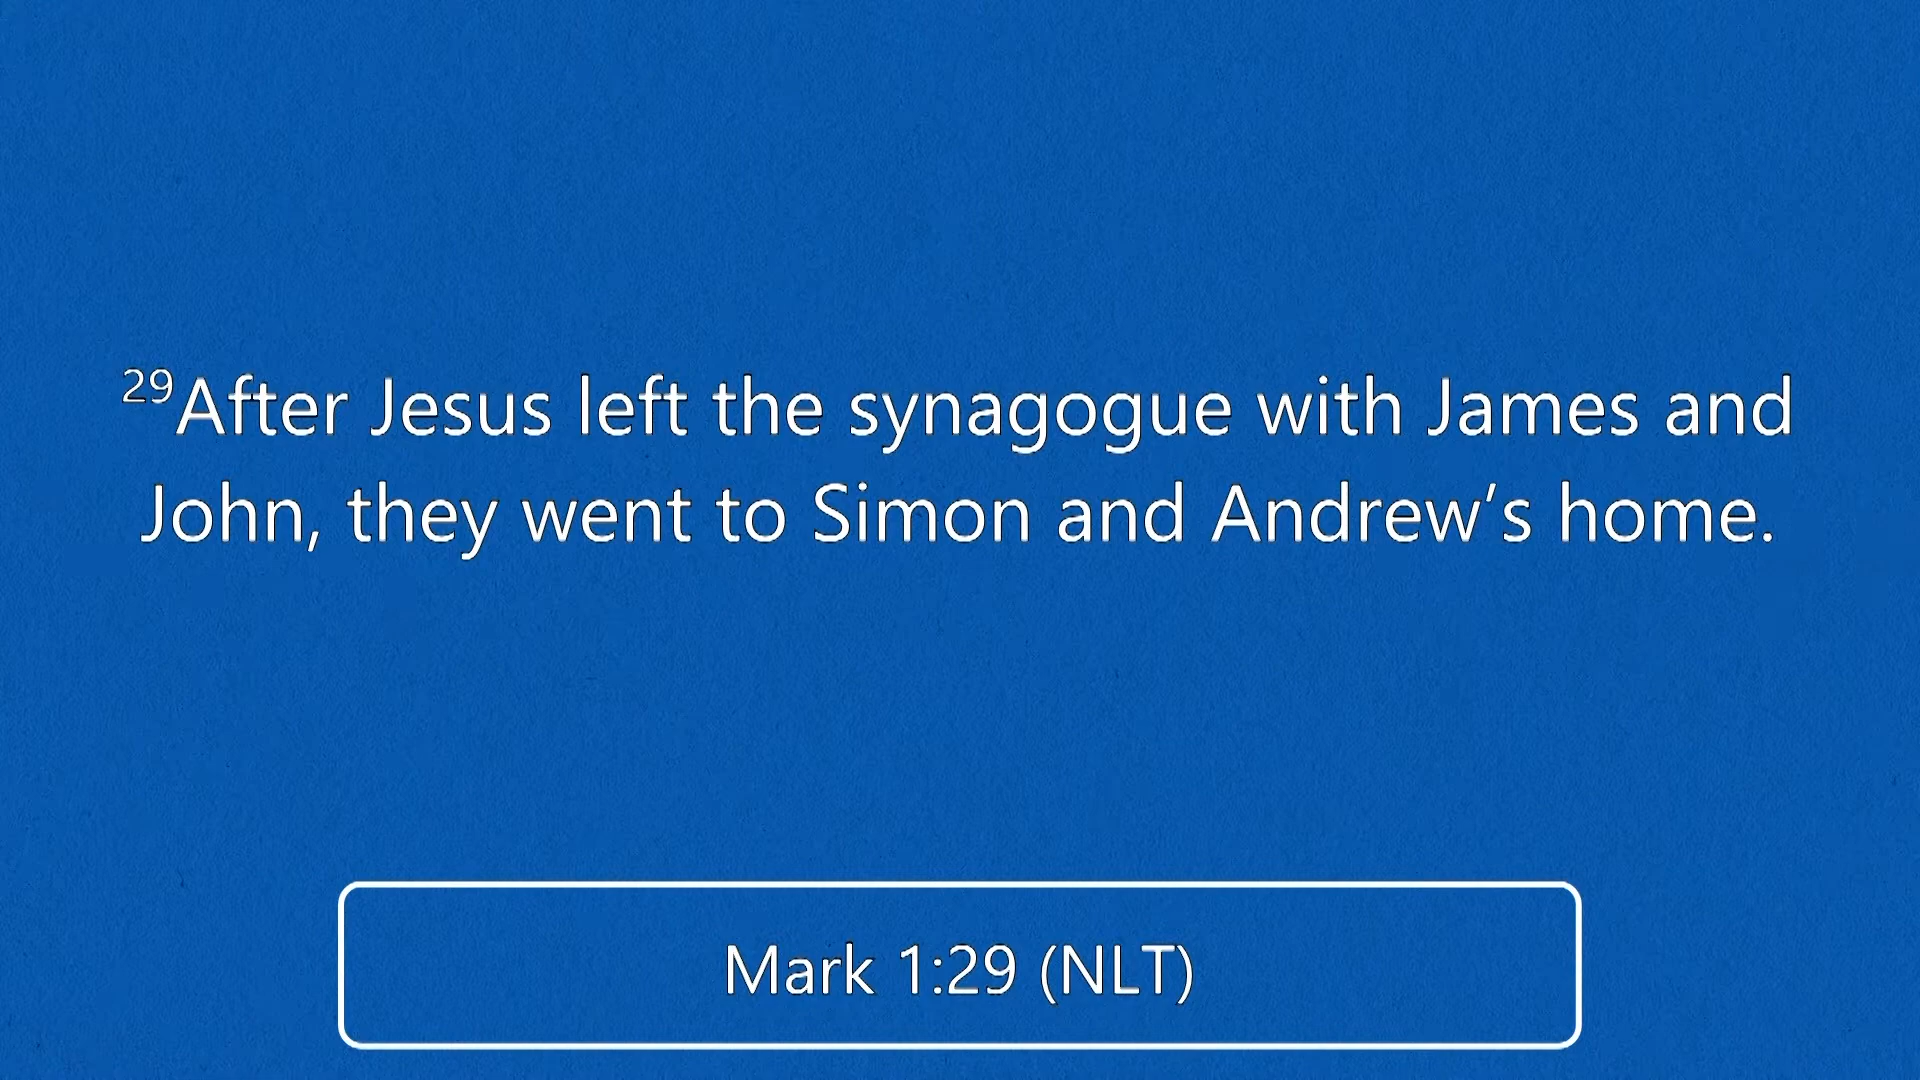 29After Jesus left the synagogue with James and
John, they went to Simon and Andrew’s home.
Mark 1:29 (NLT)